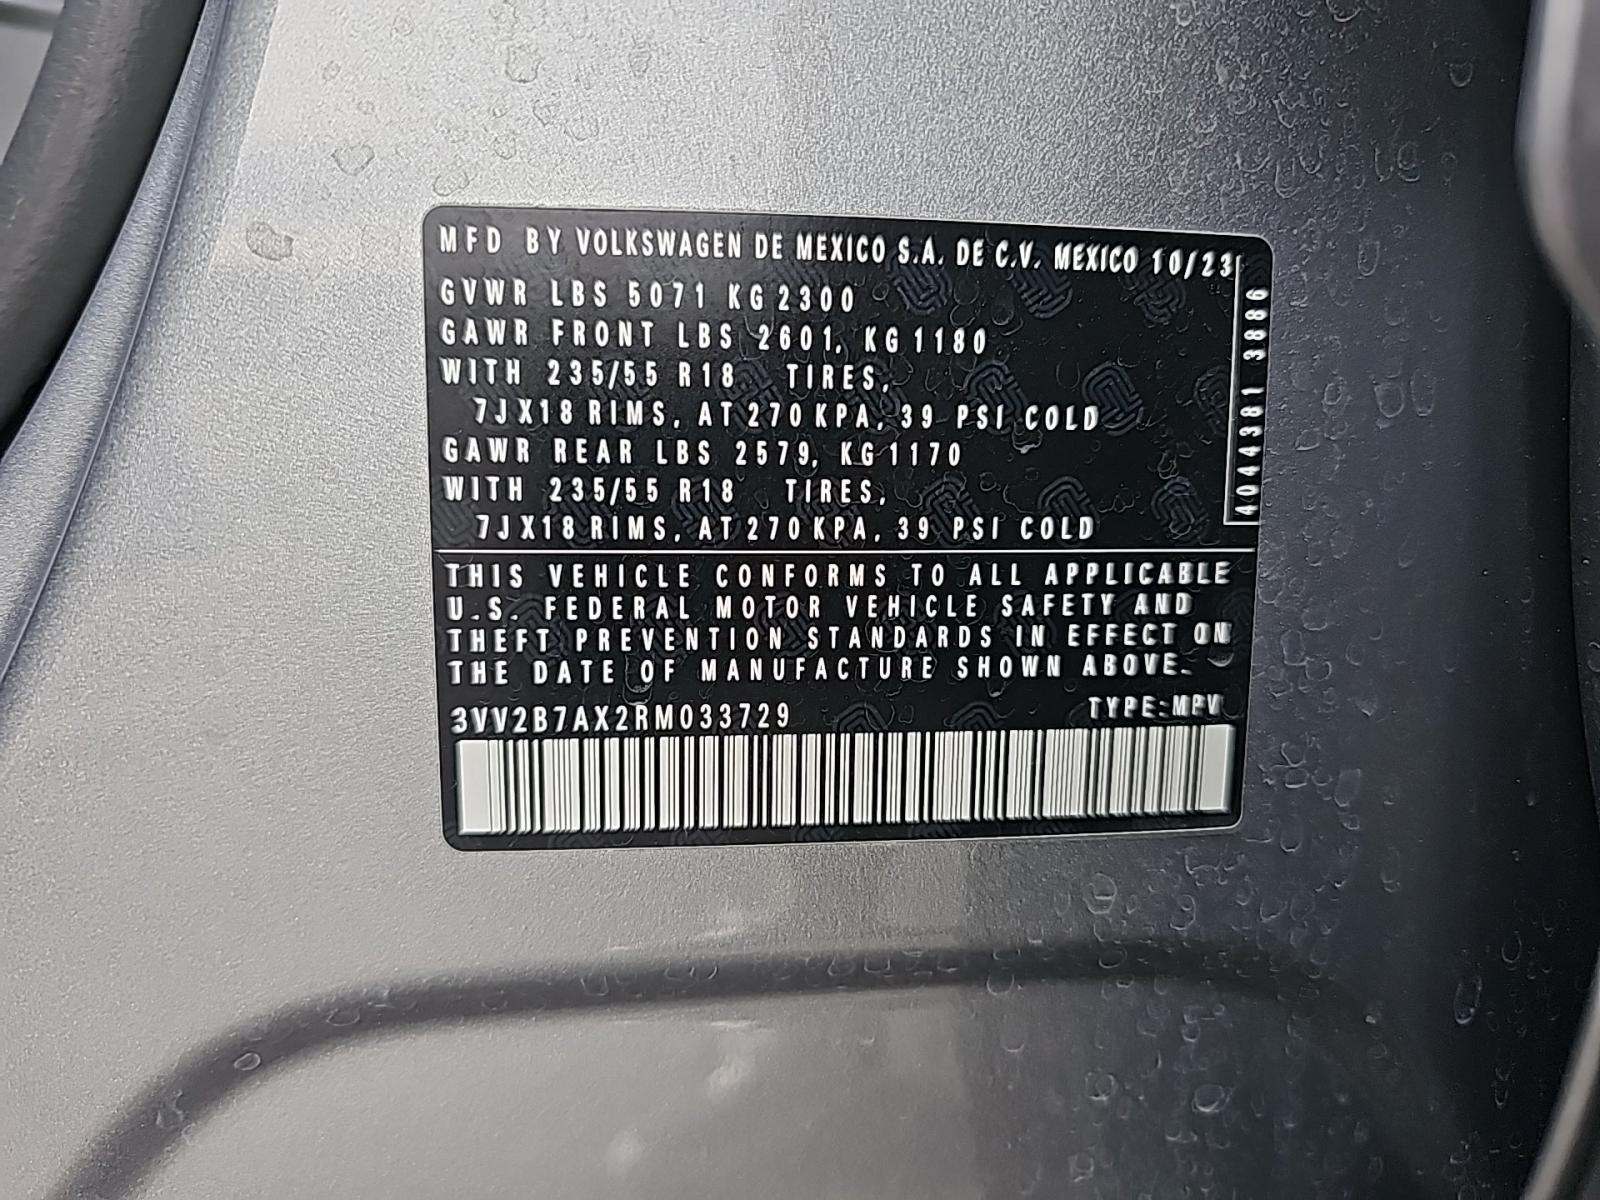 MFD BY VOLKSWAGEN DE MEXICO S.A. DE C.V. MEXICO 10/23
GVWR LBS 5071 KG 2300
GAWR FRONT LBS 2601, KG 1180
WITH 235/55 R18 TIRES,
7JX18 RIMS, AT 270 KPA, 39 PSI COLD
GAWR REAR LBS 2579, KG 1170
WITH 235/55 R18 TIRES,
7JX18 RIMS, AT 270 KPA, 39 PSI COLD
4044381 3886
THIS VEHICLE CONFORMS TO ALL APPLICABLE
U.S. FEDERAL MOTOR VEHICLE SAFETY AND
THEFT PREVENTION STANDARDS IN EFFECT ON
THE DATE OF MANUFACTURE SHOWN ABOVE.
3VV2B7AX2RM033729 TYPE:MPV